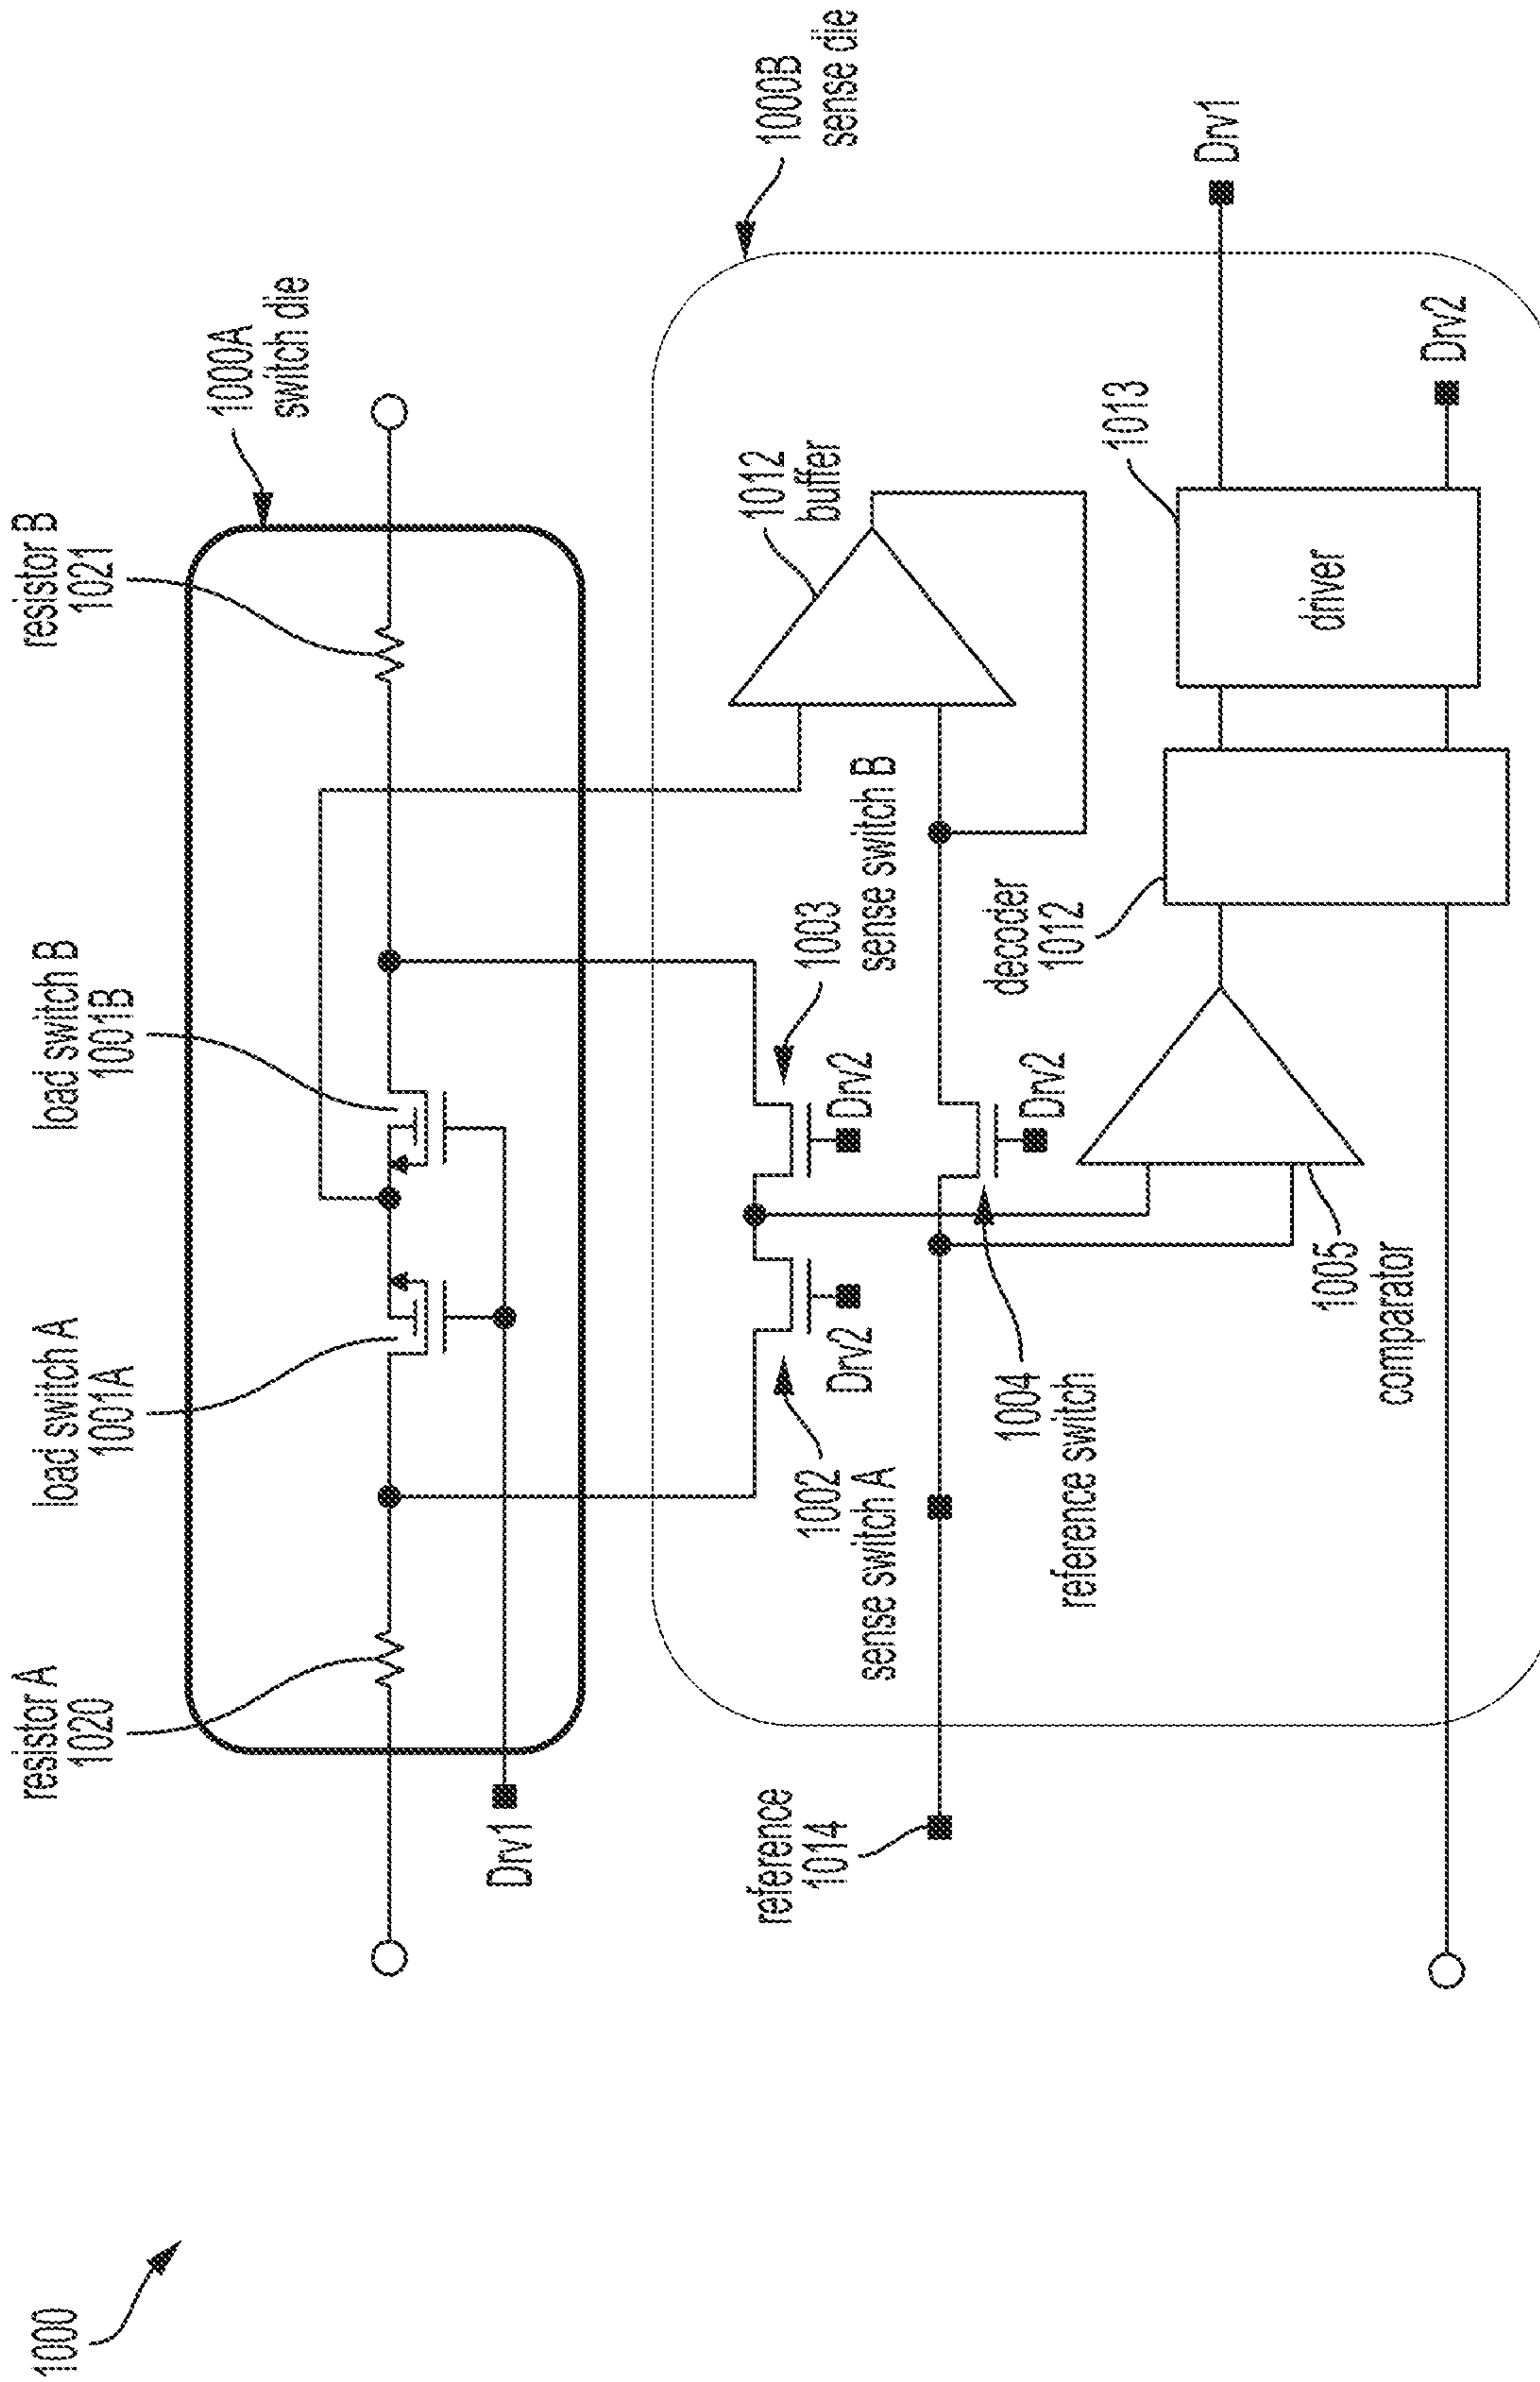 1000
resistor A
1020
load switch A
1001A
load switch B
1001B
resistor B
1021
1000A
switch die
Drv1
1000B
sense die
reference
1014
1002
sense switch A
Drv2
1003
sense switch B
Drv2
1012
buffer
1004
reference switch
Drv2
1005
comparator
decoder
1012
1013
driver
Drv1
Drv2